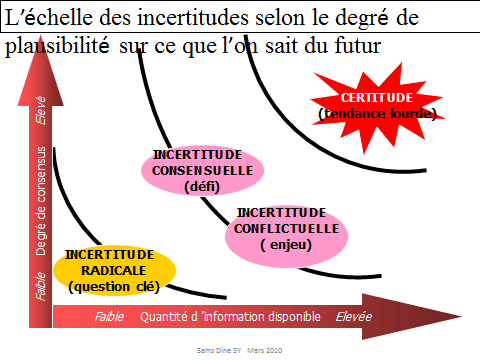 L'échelle des incertitudes selon le degré de
plausibilité sur ce que l'on sait du futur
CERTITUDE
(tendance lourde)
INCERTITUDE
CONSENSUELLE
(défi)
INCERTITUDE
CONFLICTUELLE
( enjeu)
INCERTITUDE
RADICALE
(question clé)
Faible Degré de consensus Elevé
Faible Quantité d 'information disponible Elevée
Sams Dine SY Mars 2010